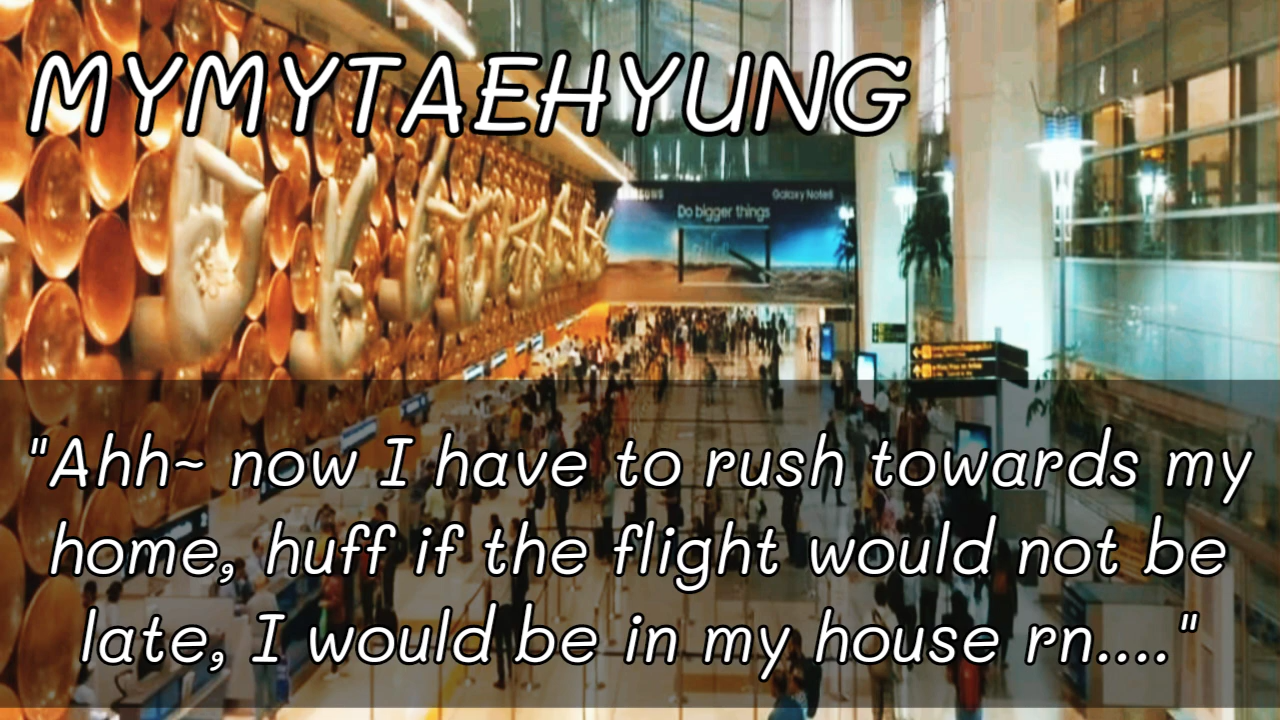 MYMYTAEHYUNG
SAMSUNG
Galaxy Note8
Do bigger things
"Ahh~ now I have to rush towards my
home, huff if the flight would not be
late, I would be in my house rn...."